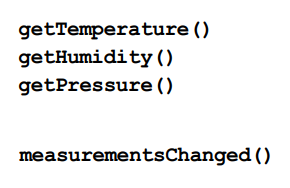 getTemperature()
getHumidity()
getPressure()
measurementsChanged()